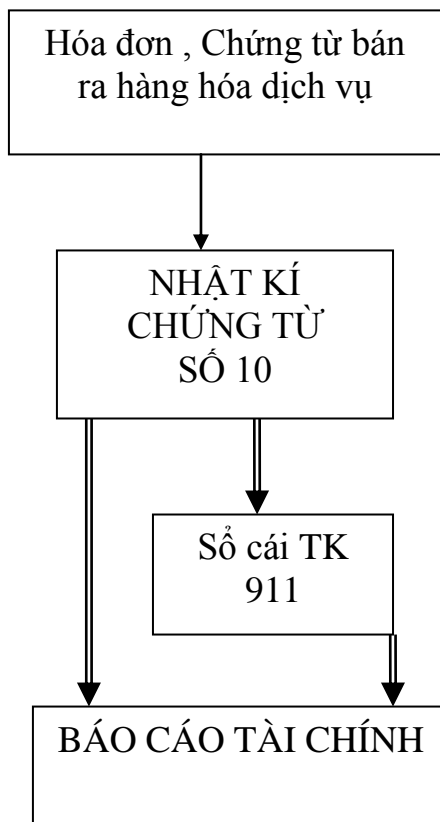 Hóa đơn , Chứng từ bán
ra hàng hóa dịch vụ
NHẬT KÍ
CHỨNG TỪ
SỐ 10
Sổ cái TK
911
BÁO CÁO TÀI CHÍNH